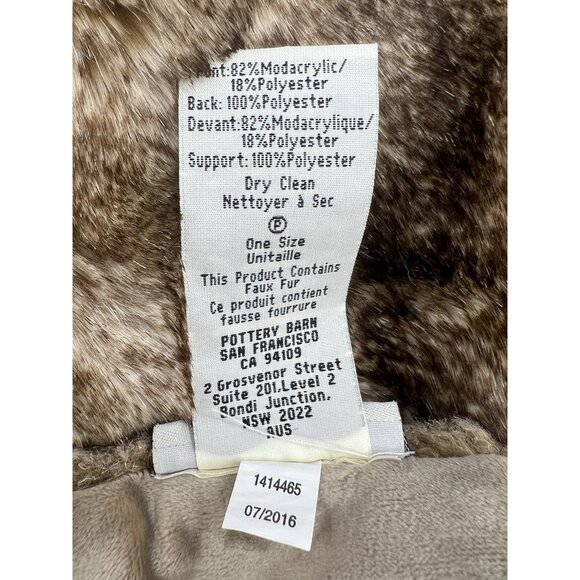 Front:82%Modacrylic/
18%Polyester
Back: 100%Polyester
Devant:82%Modacrylique/
18%Polyester
Support:100%Polyester
Dry Clean
Nettoyer à Sec
P
One Size
Unitaille
This Product Contains
Faux Fur
Ce produit contient
fausse fourrure
POTTERY BARN
SAN FRANCISCO
CA 94109
2 Grosvenor Street
Suite 201,Level 2
Bondi Junction,
NSW 2022
AUS
1414465
07/2016